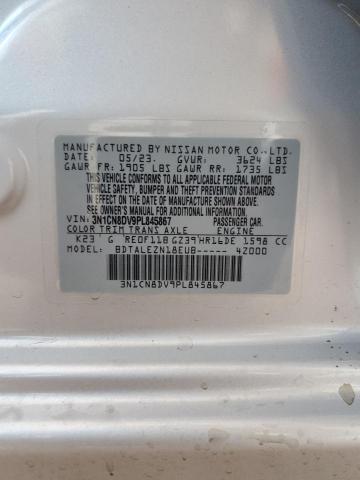 MANUFACTURED BY NISSAN MOTOR CO.,LTD.
DATE: 05/23. GVWR: 3624 LBS
GAWR FR: 1905 LBS GAWR RR: 1735 LBS
THIS VEHICLE CONFORMS TO ALL APPLICABLE FEDERAL MOTOR
VEHICLE SAFETY, BUMPER AND THEFT PREVENTION
STANDARDS IN EFFECT ON THE DATE OF
MANUFACTURE SHOWN ABOVE.
SEE OWNER'S MANUAL FOR MORE INFORMATION.
VIN: 3N1CN8DV9PL845867 PASSENGER CAR.
COLOR TRIM TRANS AXLE ENGINE
K23 G RE0F11B GZ39 HR16DE 1598 CC
MODEL: BDTALEZN18EUB----- 42000
3N1CN8DV9PL845867